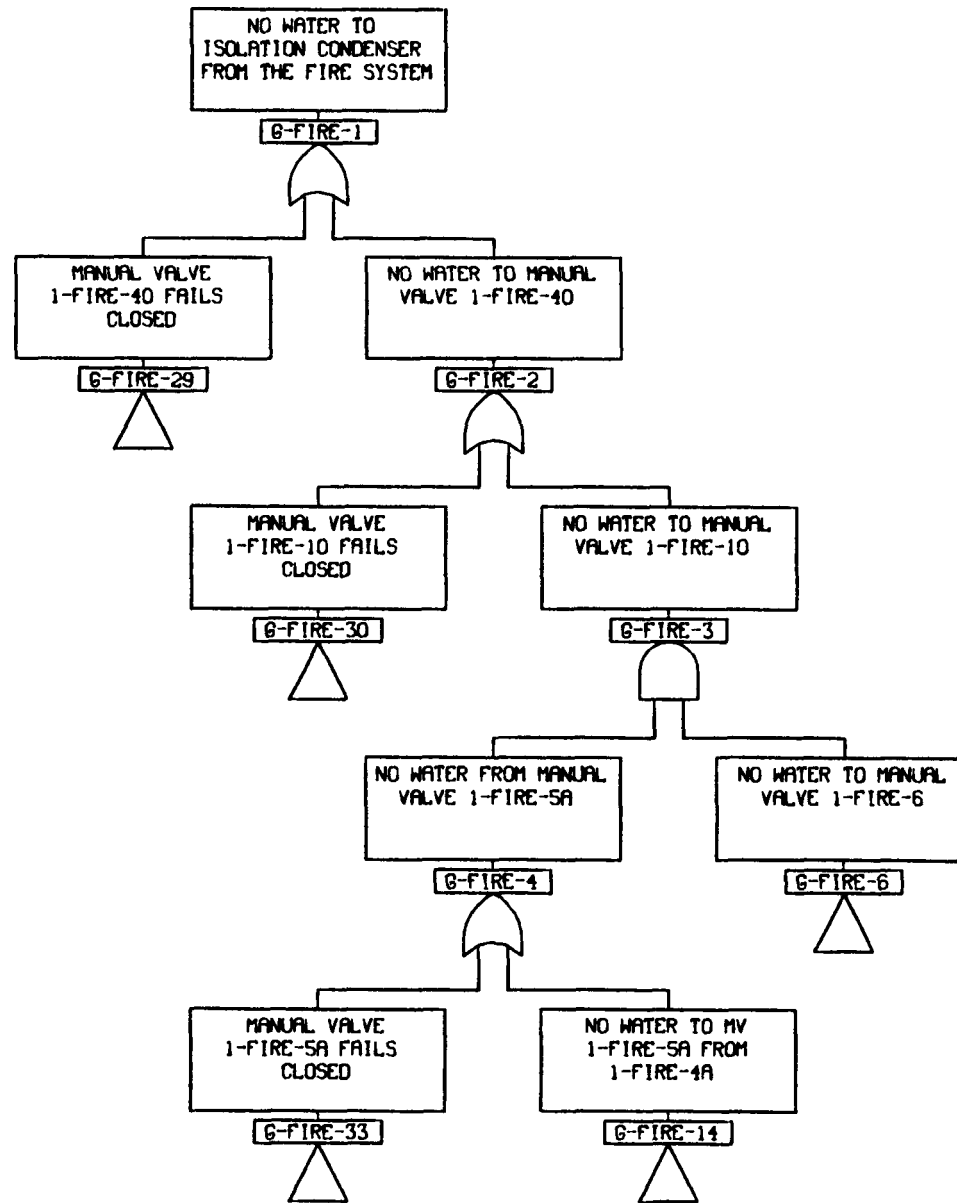 NO WATER TO
ISOLATION CONDENSER
FROM THE FIRE SYSTEM
G-FIRE-1
MANUAL VALVE
1-FIRE-40 FAILS
CLOSED
G-FIRE-29
NO WATER TO MANUAL
VALVE 1-FIRE-40
G-FIRE-2
MANUAL VALVE
1-FIRE-10 FAILS
CLOSED
G-FIRE-30
NO WATER TO MANUAL
VALVE 1-FIRE-10
G-FIRE-3
NO WATER FROM MANUAL
VALVE 1-FIRE-5A
G-FIRE-4
NO WATER TO MANUAL
VALVE 1-FIRE-6
G-FIRE-6
MANUAL VALVE
1-FIRE-5A FAILS
CLOSED
G-FIRE-33
NO WATER TO MV
1-FIRE-5A FROM
1-FIRE-4A
G-FIRE-14